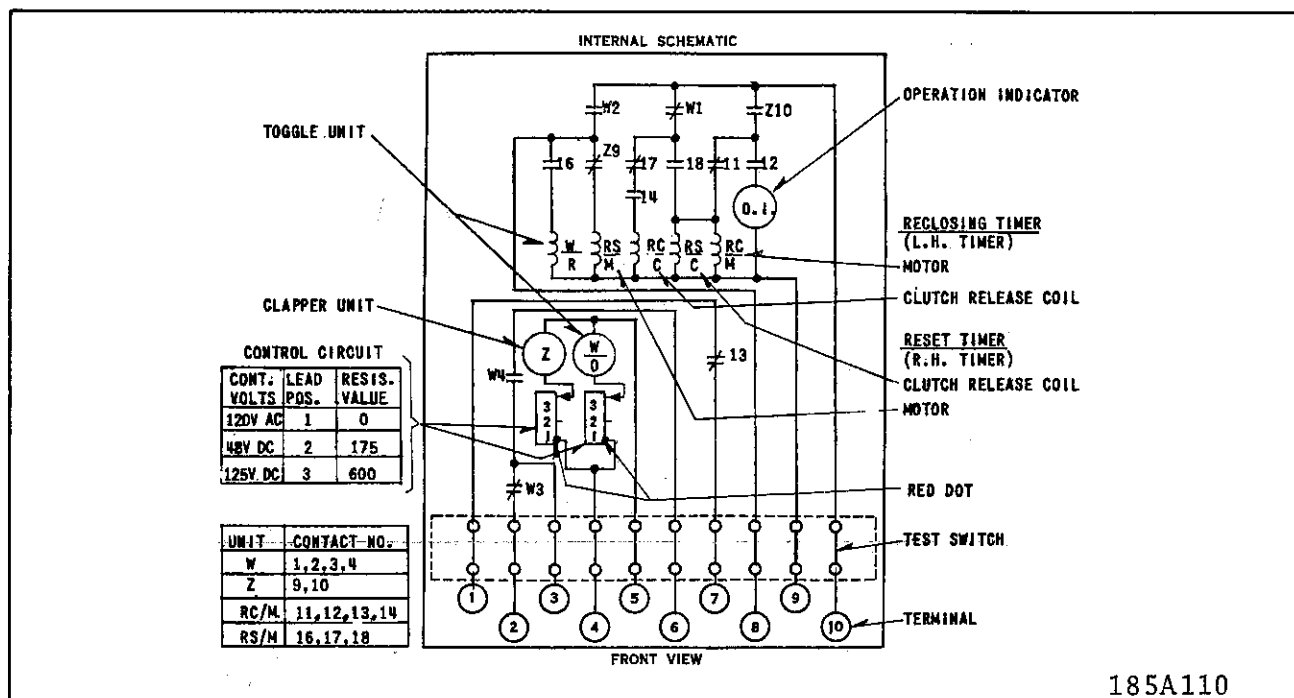 INTERNAL SCHEMATIC
OPERATION INDICATOR
TOGGLE UNIT
W2
W1
Z10
16
Z9
17
18
11
12
14
O.I.
W
R
RS
M
RC
C
RS
C
RC
M
RECLOSING TIMER
(L.H. TIMER)
MOTOR
CLUTCH RELEASE COIL
RESET TIMER
(R.H. TIMER)
CLUTCH RELEASE COIL
MOTOR
CLAPPER UNIT
Z
W
O
13
W4
3
2
1
3
2
1
W3
CONTROL CIRCUIT
CONT. VOLTS LEAD POS. RESIS. VALUE
120V AC 1 0
48V DC 2 175
125V DC 3 600
RED DOT
UNIT CONTACT NO.
W 1,2,3,4
Z 9,10
RC/M 11,12,13,14
RS/M 16,17,18
TEST SWITCH
1 3 5 7 9
2 4 6 8 10
TERMINAL
FRONT VIEW
185A110